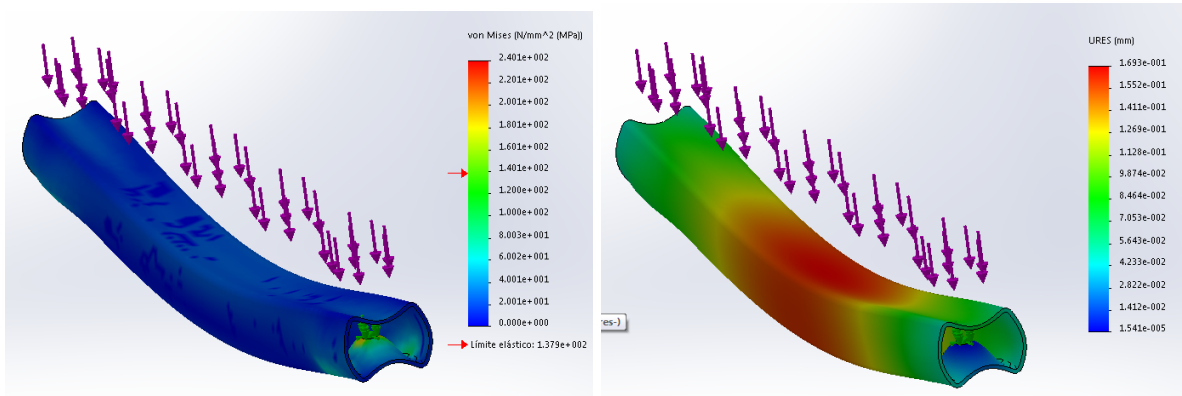 von Mises (N/mm^2 (MPa))
2.401e+002
2.201e+002
2.001e+002
1.801e+002
1.601e+002
1.401e+002
1.200e+002
1.000e+002
8.003e+001
6.002e+001
4.001e+001
2.001e+001
0.000e+000
Límite elástico: 1.379e+002
URES (mm)
1.693e-001
1.552e-001
1.411e-001
1.269e-001
1.128e-001
9.874e-002
8.464e-002
7.053e-002
5.643e-002
4.233e-002
2.822e-002
1.412e-002
1.541e-005
res-)